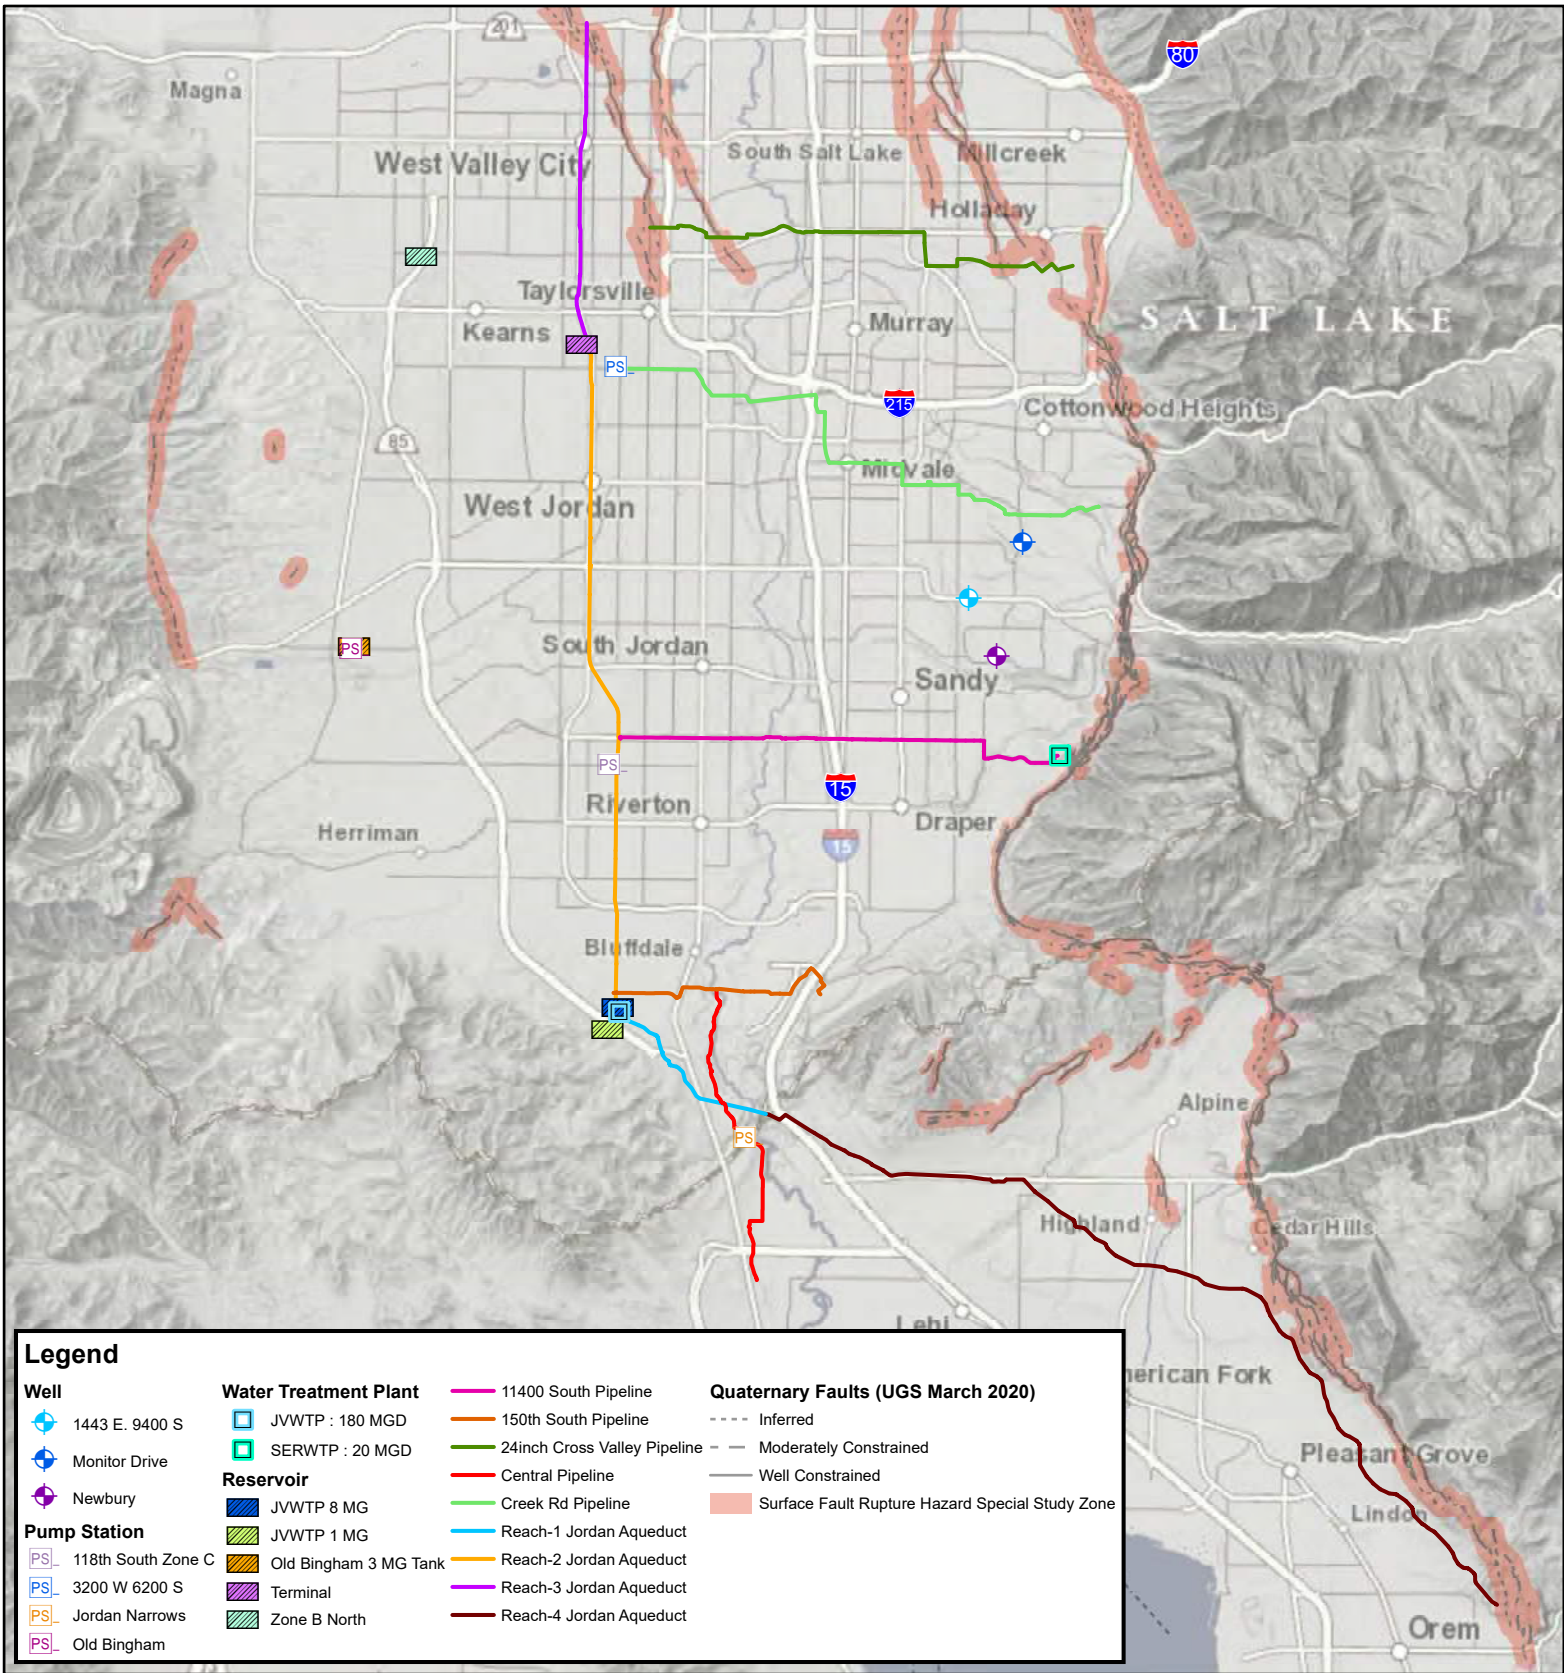 201
80
Magna
West Valley City
South Salt Lake
Millcreek
Holladay
Taylorsville
Kearns
Murray
SALT LAKE
PS_
215
Cottonwood Heights
85
Midvale
West Jordan
South Jordan
PS
Sandy
PS_
15
Riverton
Draper
Herriman
15
Bluffdale
Alpine
PS
Highland
Cedar Hills
Lehi
American Fork
Pleasant Grove
Lindon
Orem
Legend
Well
1443 E. 9400 S
Monitor Drive
Newbury
Pump Station
PS_ 118th South Zone C
PS_ 3200 W 6200 S
PS_ Jordan Narrows
PS_ Old Bingham
Water Treatment Plant
JVWTP : 180 MGD
SERWTP : 20 MGD
Reservoir
JVWTP 8 MG
JVWTP 1 MG
Old Bingham 3 MG Tank
Terminal
Zone B North
11400 South Pipeline
150th South Pipeline
24inch Cross Valley Pipeline
Central Pipeline
Creek Rd Pipeline
Reach-1 Jordan Aqueduct
Reach-2 Jordan Aqueduct
Reach-3 Jordan Aqueduct
Reach-4 Jordan Aqueduct
Quaternary Faults (UGS March 2020)
Inferred
Moderately Constrained
Well Constrained
Surface Fault Rupture Hazard Special Study Zone